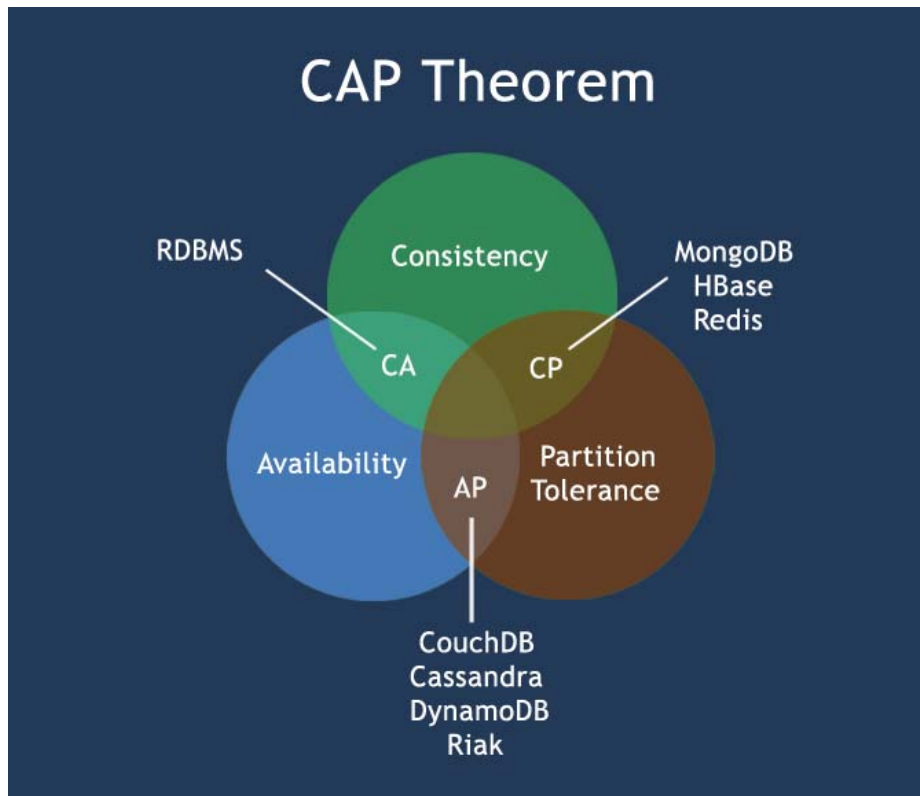 CAP Theorem
RDBMS
Consistency
MongoDB
HBase
Redis
CA
CP
Availability
Partition
Tolerance
AP
CouchDB
Cassandra
DynamoDB
Riak